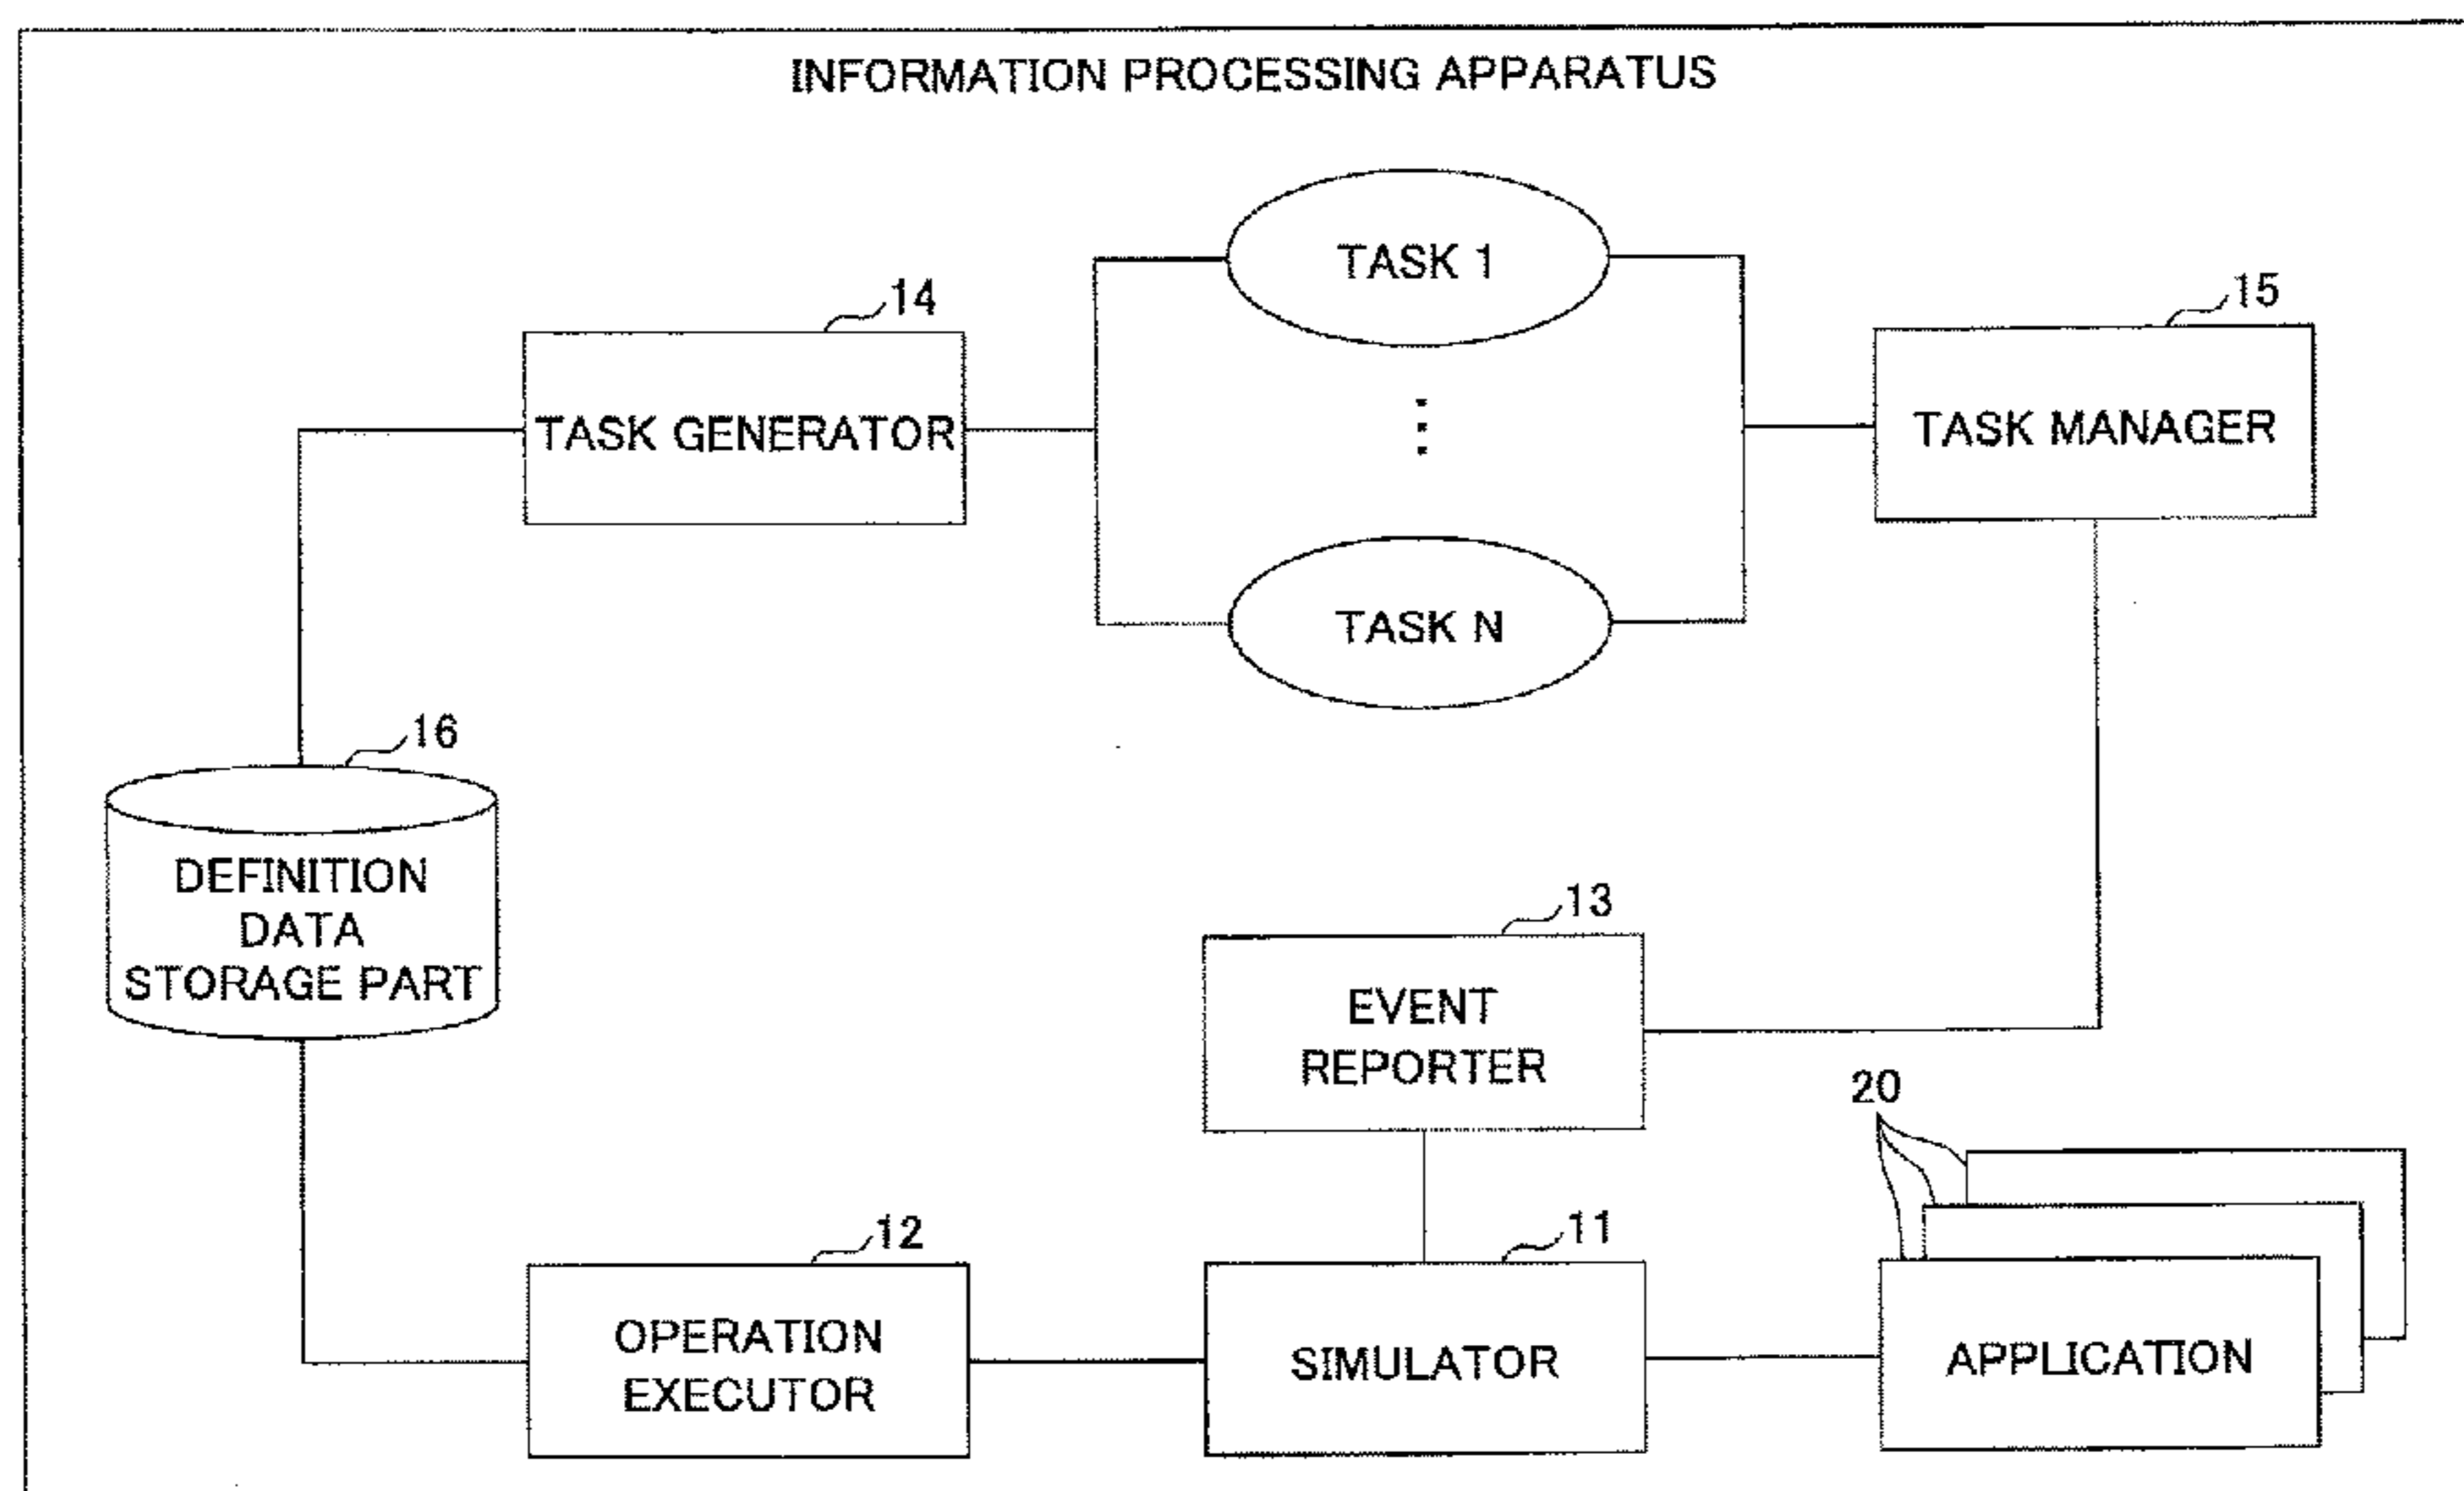 INFORMATION PROCESSING APPARATUS
TASK 1
14
15
TASK GENERATOR
TASK MANAGER
TASK N
16
DEFINITION
DATA
STORAGE PART
13
EVENT
REPORTER
20
12
11
OPERATION
EXECUTOR
SIMULATOR
APPLICATION